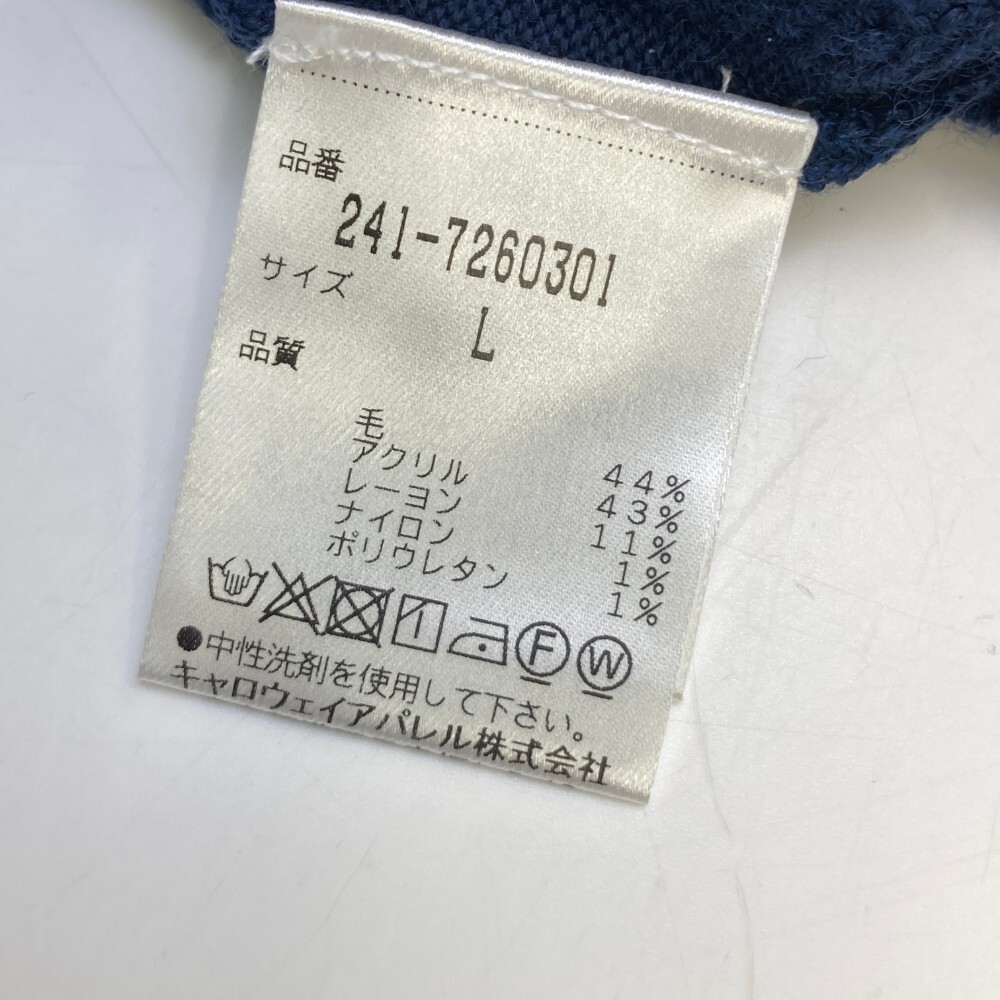 品番
241-7260301
サイズ
L
品質
毛 44%
アクリル 43%
レーヨン 11%
ナイロン 1%
ポリウレタン 1%
F W
●中性洗剤を使用して下さい。
キャロウェイアパレル株式会社